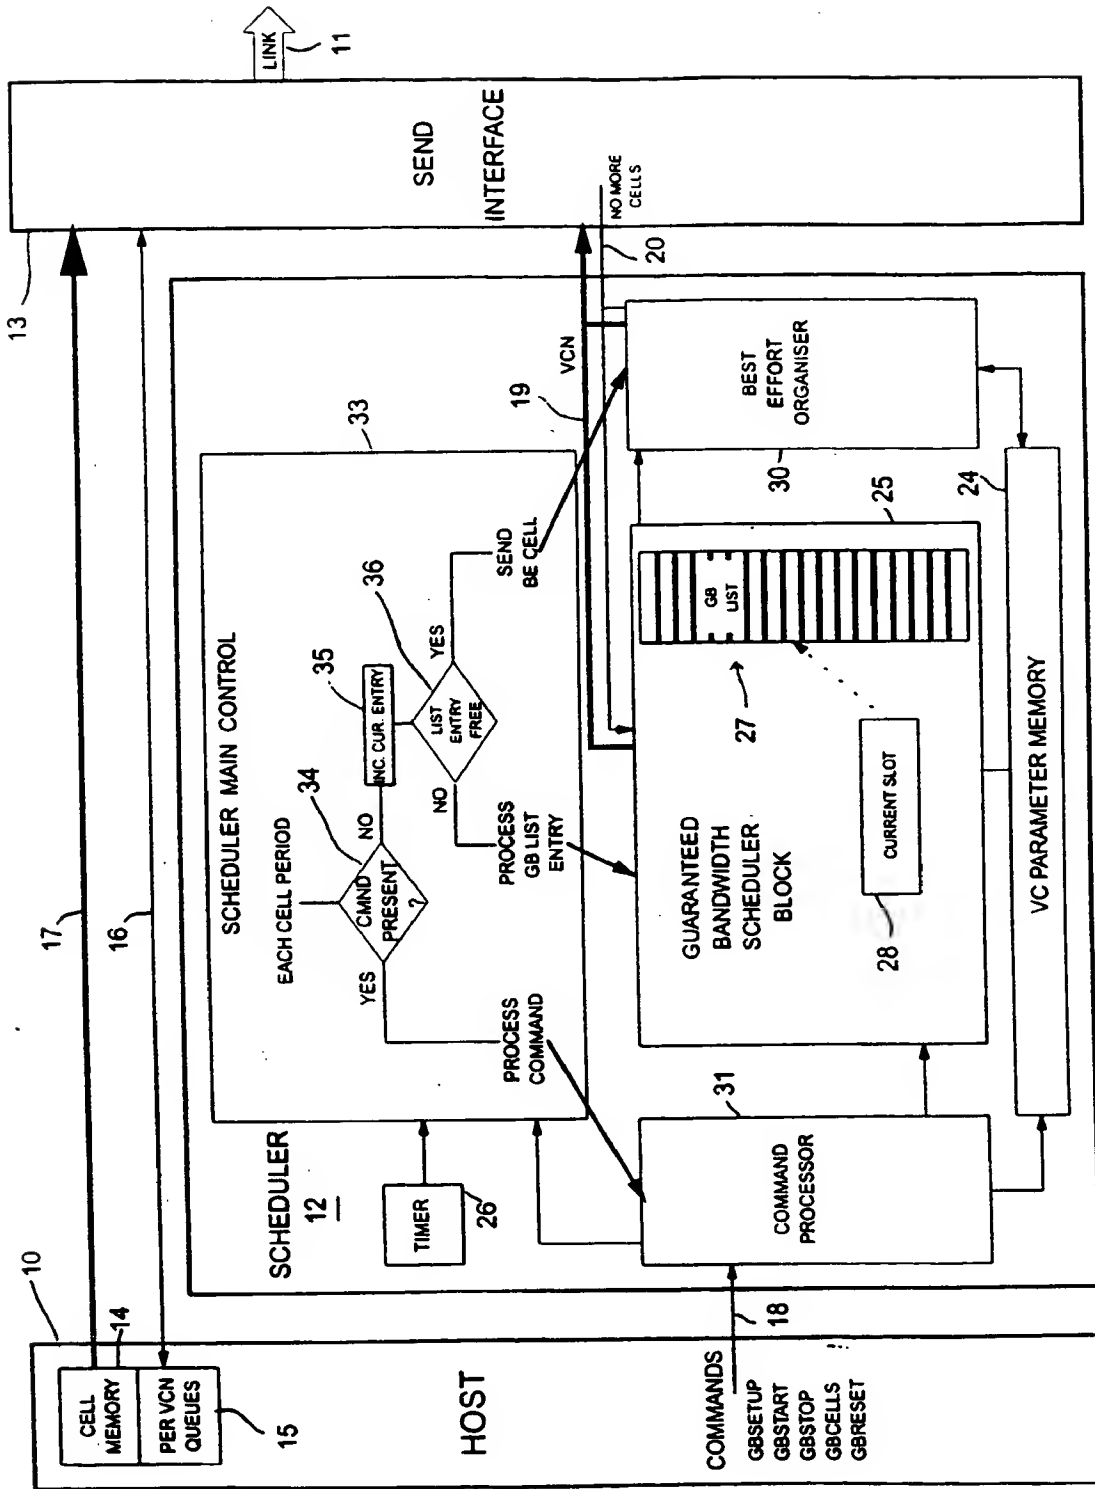 10
CELL
MEMORY
14
PER VCN
QUEUES
15
HOST
COMMANDS
GBSETUP
GBSTART
GBSTOP
GBCELLS
GBRESET
18
17
16
13
SEND
INTERFACE
LINK
11
NO MORE
CELLS
20
SCHEDULER
12
TIMER
26
SCHEDULER MAIN CONTROL
33
EACH CELL PERIOD
34
CMND
PRESENT
?
YES
NO
PROCESS
COMMAND
35
INC. CUR. ENTRY
36
LIST
ENTRY
FREE
NO
YES
PROCESS
GB LIST
ENTRY
SEND
BE CELL
19
VCN
COMMAND
PROCESSOR
31
GUARANTEED
BANDWIDTH
SCHEDULER
BLOCK
CURRENT SLOT
28
27
GB
LIST
25
BEST
EFFORT
ORGANISER
30
24
VC PARAMETER MEMORY